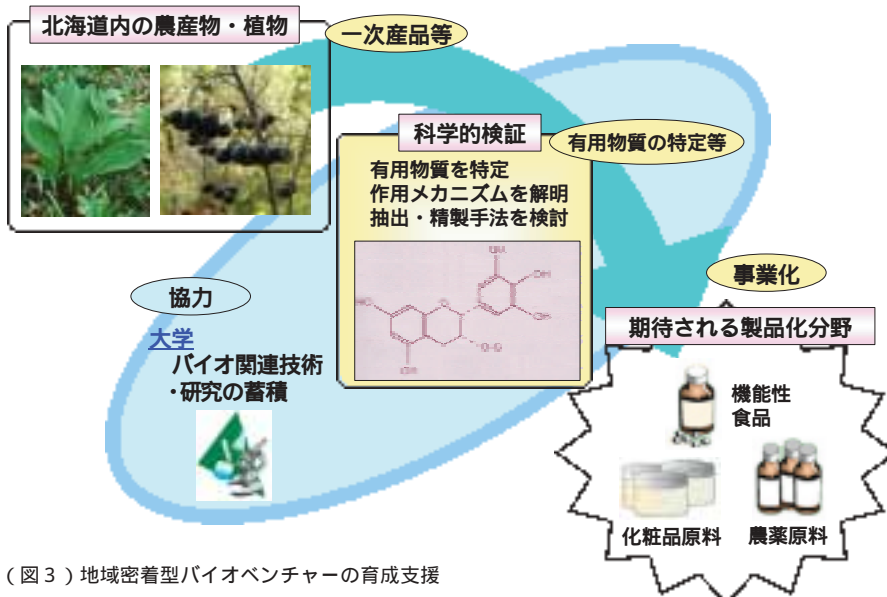 北海道内の農産物・植物
一次産品等
科学的検証
有用物質の特定等
有用物質を特定
作用メカニズムを解明
抽出・精製手法を検討
事業化
協力
大学
バイオ関連技術
・研究の蓄積
期待される製品化分野
機能性
食品
化粧品原料
農薬原料
(図3)地域密着型バイオベンチャーの育成支援